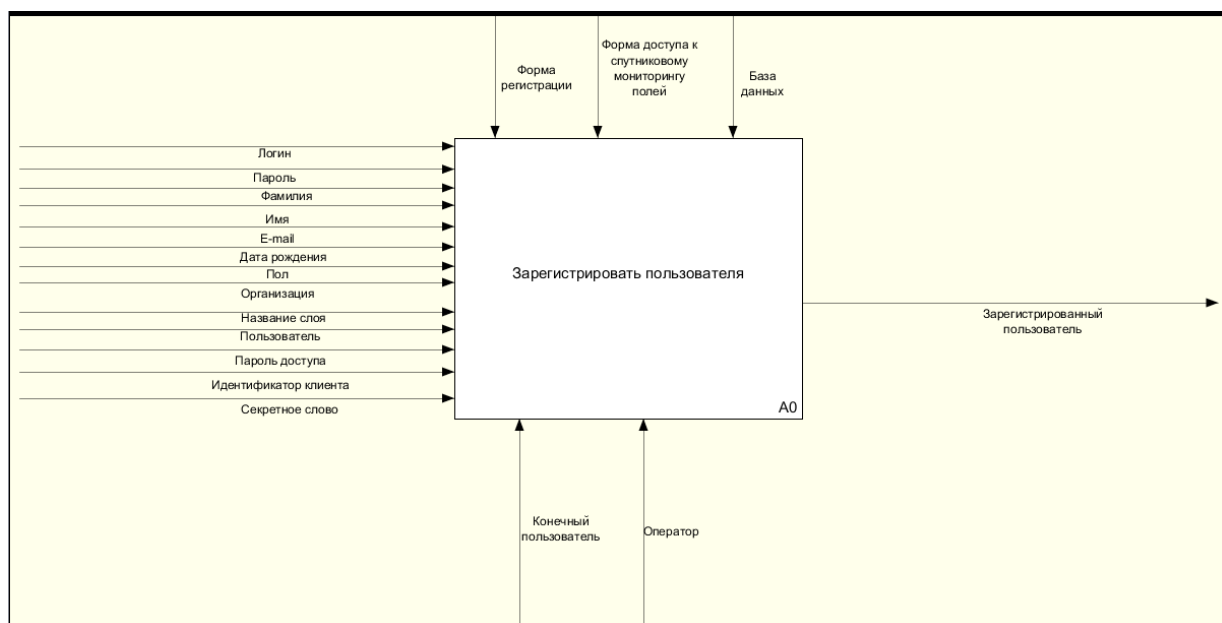 Форма
регистрации
Форма доступа к
спутниковому
мониторингу
полей
База
данных
Логин
Пароль
Фамилия
Имя
E-mail
Дата рождения
Пол
Организация
Название слоя
Пользователь
Пароль доступа
Идентификатор клиента
Секретное слово
Зарегистрировать пользователя
A0
Зарегистрированный
пользователь
Конечный
пользователь
Оператор